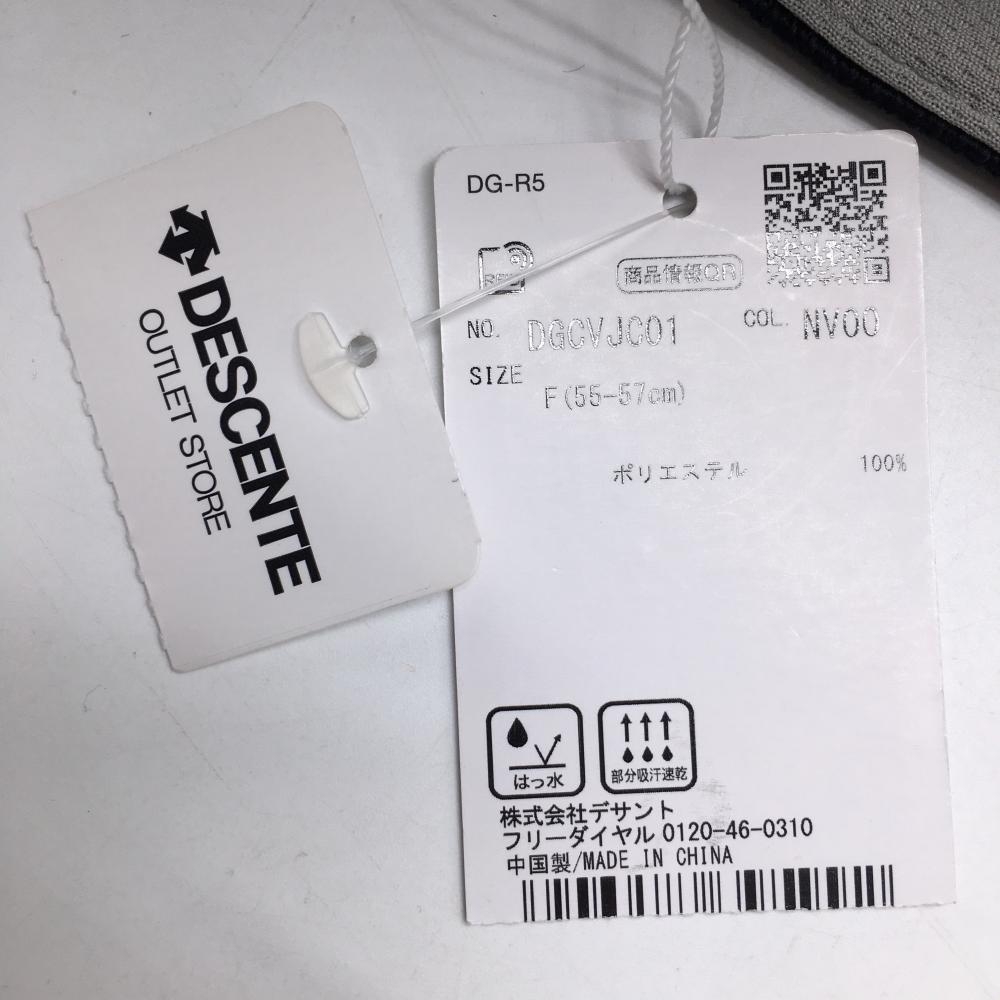 DESCENTE
OUTLET STORE
DG-R5
商品情報QR
NO. DGCVJC01 COL. NV00
SIZE
F(55-57cm)
ポリエステル 100%
はっ水
部分吸汗速乾
株式会社デサント
フリーダイヤル 0120-46-0310
中国製/MADE IN CHINA